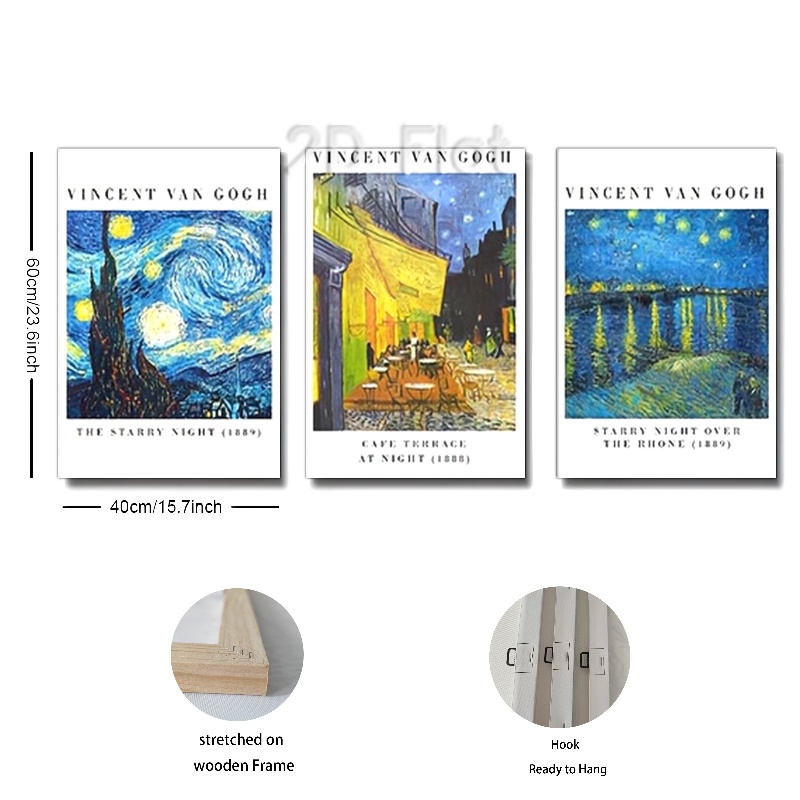 2D Flat
VINCENT VAN GOGH
VINCENT VAN GOGH
VINCENT VAN GOGH
60cm/23.6inch
THE STARRY NIGHT (1889)
CAFE TERRACE
AT NIGHT (1888)
STARRY NIGHT OVER
THE RHONE (1889)
40cm/15.7inch
stretched on
wooden Frame
Hook
Ready to Hang